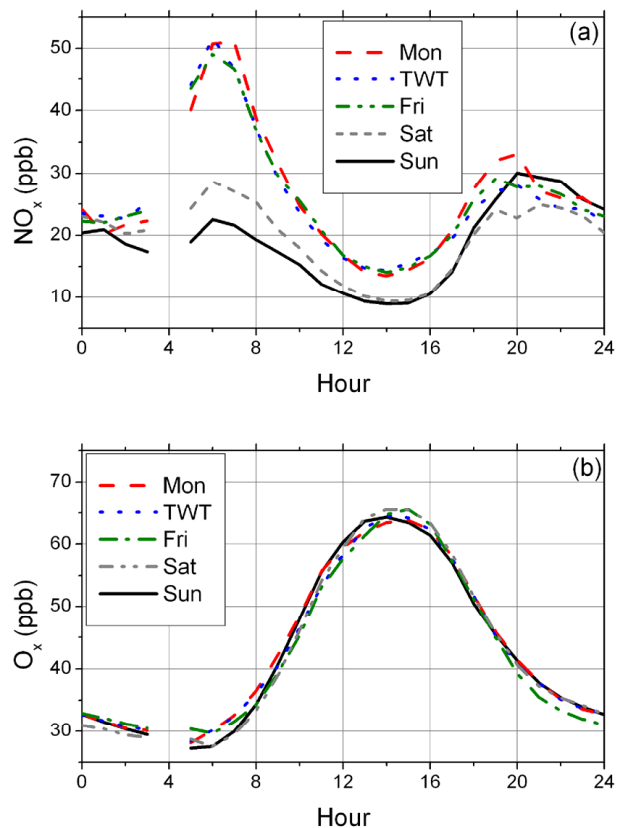 (a)
50
40
30
20
10
NOx (ppb)
Mon
TWT
Fri
Sat
Sun
0 4 8 12 16 20 24
Hour
(b)
70
60
50
40
30
Ox (ppb)
Mon
TWT
Fri
Sat
Sun
0 4 8 12 16 20 24
Hour